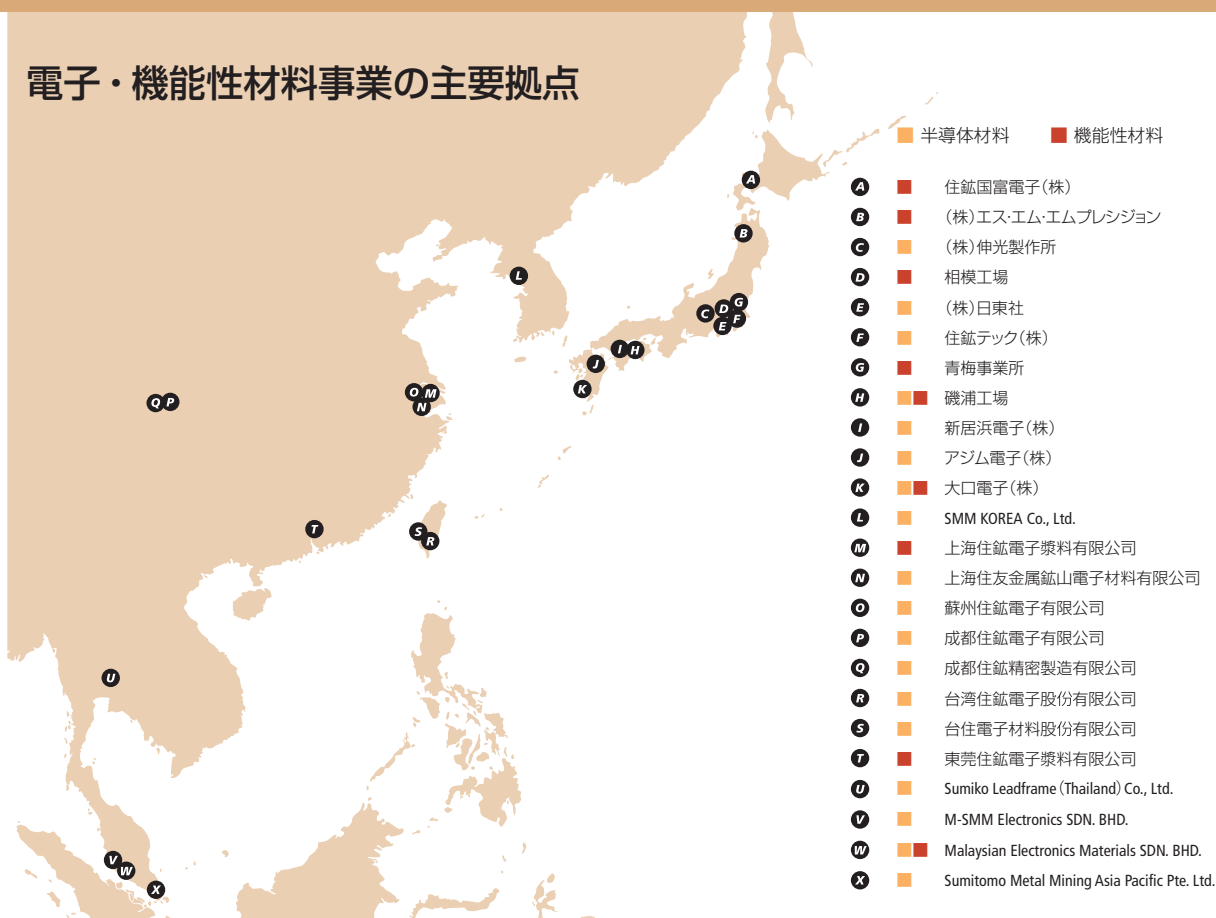 電子・機能性材料事業の主要拠点
半導体材料 機能性材料
A 住鉱国富電子(株)
B (株)エス・エム・エムプレシジョン
C (株)伸光製作所
D 相模工場
E (株)日東社
F 住鉱テック(株)
G 青梅事業所
H 磯浦工場
I 新居浜電子(株)
J アジム電子(株)
K 大口電子(株)
L SMM KOREA Co., Ltd.
M 上海住鉱電子漿料有限公司
N 上海住友金属鉱山電子材料有限公司
O 蘇州住鉱電子有限公司
P 成都住鉱電子有限公司
Q 成都住鉱精密製造有限公司
R 台湾住鉱電子股份有限公司
S 台住電子材料股份有限公司
T 東莞住鉱電子漿料有限公司
U Sumiko Leadframe (Thailand) Co., Ltd.
V M-SMM Electronics SDN. BHD.
W Malaysian Electronics Materials SDN. BHD.
X Sumitomo Metal Mining Asia Pacific Pte. Ltd.
A
B
L
G
C D
F
E
I H
J
K
O M
N
Q P
T
S
R
U
V
W
X